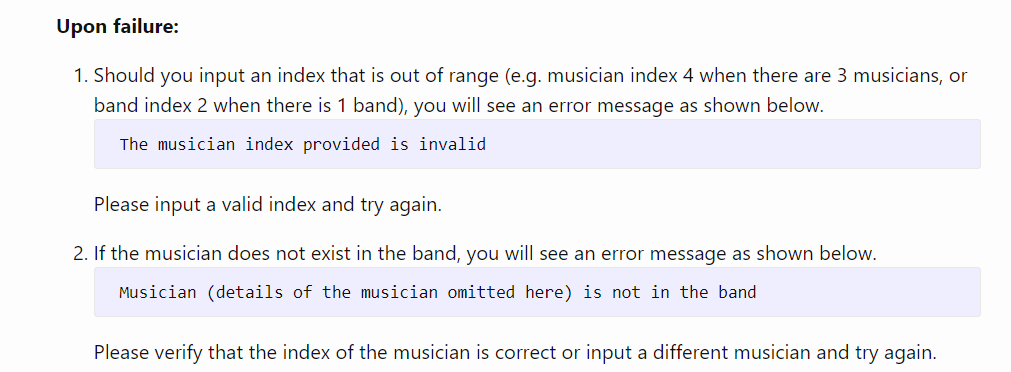 Upon failure:
1. Should you input an index that is out of range (e.g. musician index 4 when there are 3 musicians, or
band index 2 when there is 1 band), you will see an error message as shown below.
The musician index provided is invalid
Please input a valid index and try again.
2. If the musician does not exist in the band, you will see an error message as shown below.
Musician (details of the musician omitted here) is not in the band
Please verify that the index of the musician is correct or input a different musician and try again.